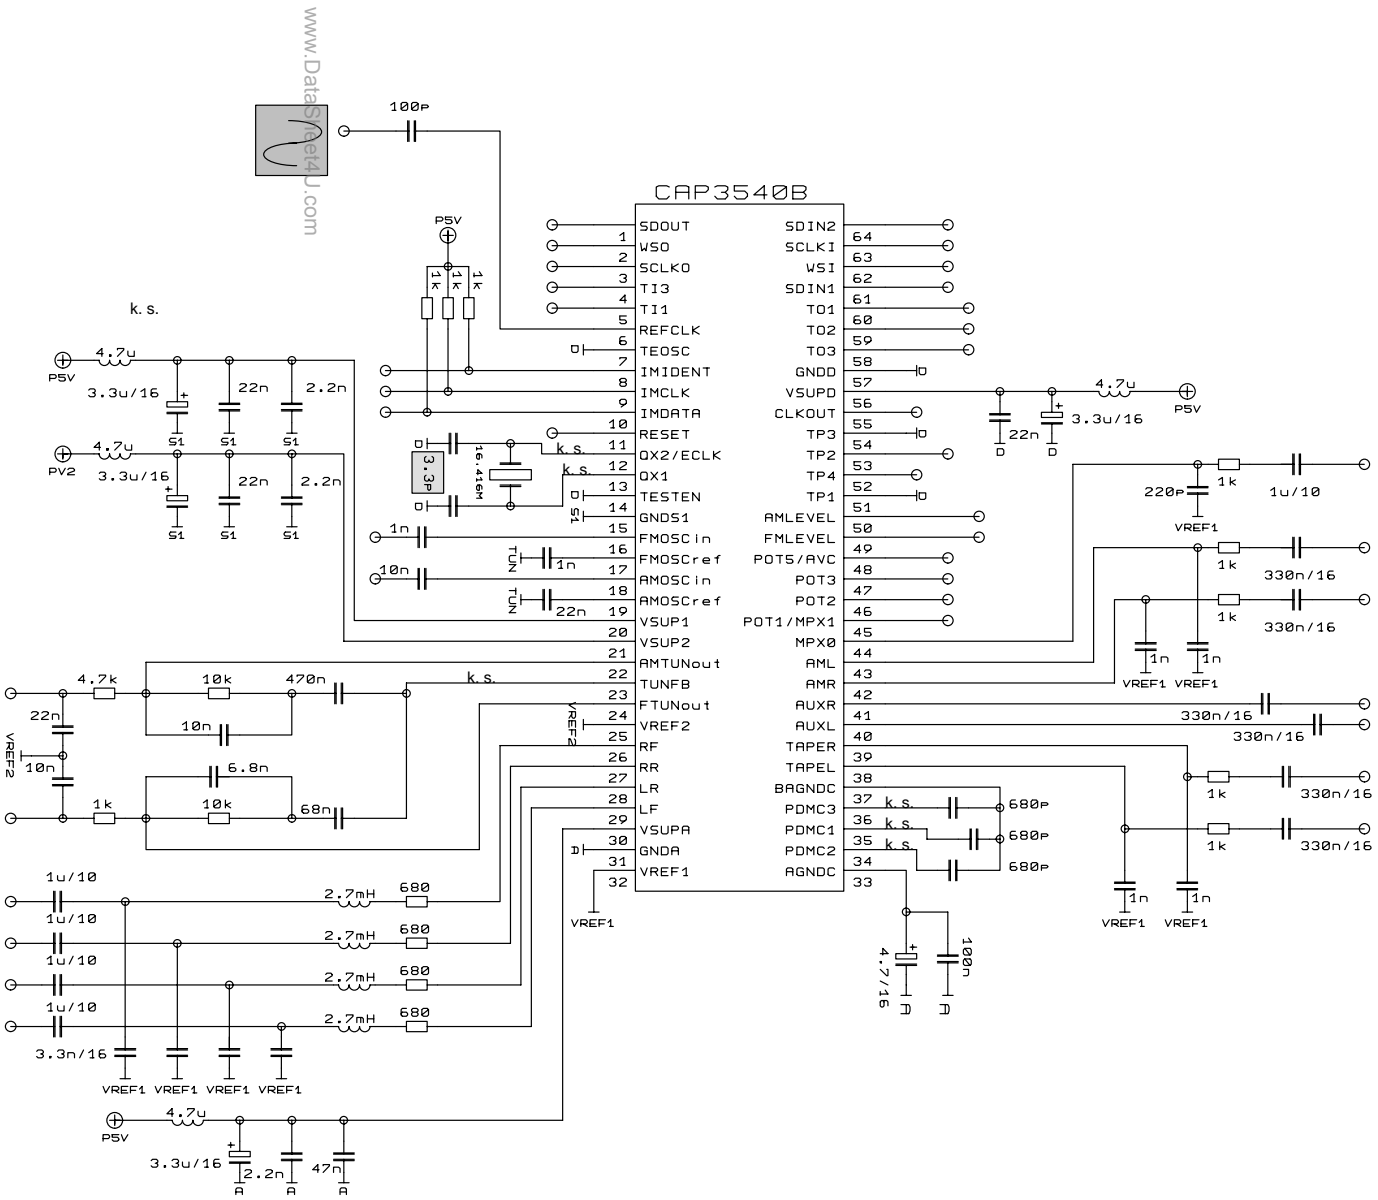 www.DataSheet4U.com
100p
CAP3540B
P5V
1k 1k 1k
k. s.
SDOUT
1
WSO
2
SCLKO
3
TI3
4
TI1
5
REFCLK
6
TEOSC
7
IMIDENT
8
IMCLK
9
IMDATA
10
RESET
11
QX2/ECLK
12
QX1
13
TESTEN
14
GNDS1
15
FMOSCin
16
FMOSCref
17
AMOSCin
18
AMOSCref
19
VSUP1
20
VSUP2
21
AMTUNout
22
TUNFB
23
FTUNout
24
VREF2
25
RF
26
RR
27
LR
28
LF
29
VSUPA
30
GNDA
31
VREF1
32
SDIN2
64
SCLKI
63
WSI
62
SDIN1
61
TO1
60
TO2
59
TO3
58
GNDD
57
VSUPD
56
CLKOUT
55
TP3
54
TP2
53
TP4
52
TP1
51
AMLEVEL
50
FMLEVEL
49
POT5/AVC
48
POT3
47
POT2
46
POT1/MPX1
45
MPX0
44
AML
43
AMR
42
AUXR
41
AUXL
40
TAPER
39
TAPEL
38
BAGNDC
37
PDMC3
36
PDMC1
35
PDMC2
34
AGNDC
33
D
4.7u
P5V
3.3u/16
22n
2.2n
S1 S1 S1
4.7u
PV2
3.3u/16
22n
2.2n
S1 S1 S1
D
3.3p
D
16.416M
k. s.
k. s.
D
S1
1n
TUN
1n
10n
TUN
22n
4.7k
10k
470n
k. s.
22n
10n
VREF2
10n
6.8n
1k
10k
68n
VREF2
A
VREF1
1u/10
2.7mH
680
1u/10
2.7mH
680
1u/10
2.7mH
680
1u/10
2.7mH
680
3.3n/16
VREF1 VREF1 VREF1 VREF1
4.7u
P5V
3.3u/16
2.2n
47n
A A A
D
4.7u
P5V
22n
3.3u/16
D D
D
D
1k
1u/10
220p
VREF1
1k
330n/16
1k
330n/16
1n
1n
VREF1 VREF1
330n/16
330n/16
1k
330n/16
1k
330n/16
1n
1n
VREF1 VREF1
k. s.
680p
k. s.
680p
k. s.
680p
4.7/16
100n
A A